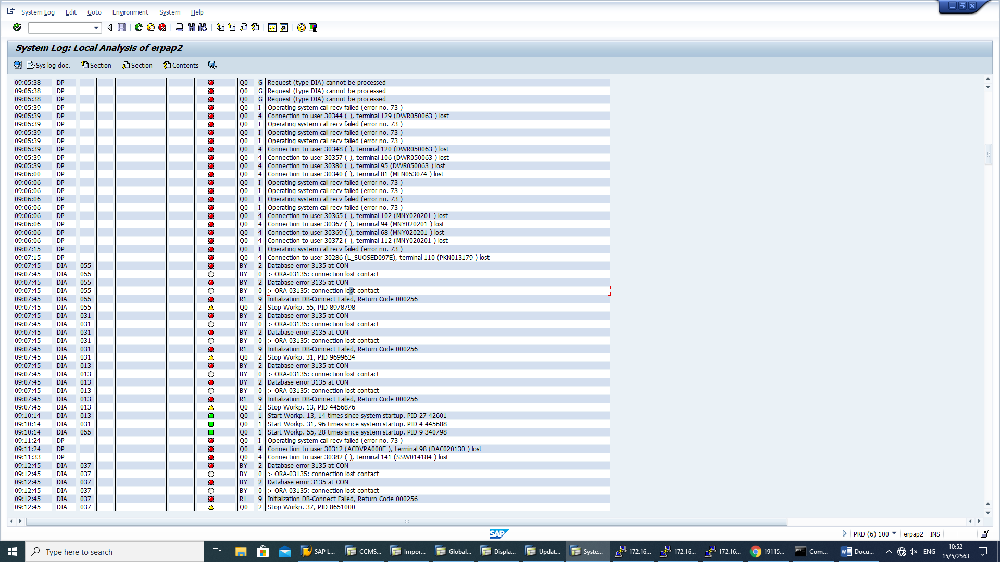 System Log Edit Goto Environment System Help
System Log: Local Analysis of erpap2
Sys log doc. Section Section Contents
09:05:38 DP Q0 G Request (type DIA) cannot be processed
09:05:38 DP Q0 G Request (type DIA) cannot be processed
09:05:38 DP Q0 G Request (type DIA) cannot be processed
09:05:39 DP Q0 I Operating system call recv failed (error no. 73 )
09:05:39 DP Q0 4 Connection to user 30344 ( ), terminal 129 (DWR050063 ) lost
09:05:39 DP Q0 I Operating system call recv failed (error no. 73 )
09:05:39 DP Q0 I Operating system call recv failed (error no. 73 )
09:05:39 DP Q0 I Operating system call recv failed (error no. 73 )
09:05:39 DP Q0 4 Connection to user 30348 ( ), terminal 120 (DWR050063 ) lost
09:05:39 DP Q0 4 Connection to user 30357 ( ), terminal 106 (DWR050063 ) lost
09:05:39 DP Q0 4 Connection to user 30380 ( ), terminal 95 (DWR050063 ) lost
09:06:00 DP Q0 4 Connection to user 30340 ( ), terminal 81 (MEN053074 ) lost
09:06:06 DP Q0 I Operating system call recv failed (error no. 73 )
09:06:06 DP Q0 I Operating system call recv failed (error no. 73 )
09:06:06 DP Q0 I Operating system call recv failed (error no. 73 )
09:06:06 DP Q0 I Operating system call recv failed (error no. 73 )
09:06:06 DP Q0 4 Connection to user 30365 ( ), terminal 102 (MNY020201 ) lost
09:06:06 DP Q0 4 Connection to user 30367 ( ), terminal 94 (MNY020201 ) lost
09:06:06 DP Q0 4 Connection to user 30369 ( ), terminal 68 (MNY020201 ) lost
09:06:06 DP Q0 4 Connection to user 30372 ( ), terminal 112 (MNY020201 ) lost
09:07:15 DP Q0 I Operating system call recv failed (error no. 73 )
09:07:15 DP Q0 4 Connection to user 30286 (L_SUOSED097E), terminal 110 (PKN013179 ) lost
09:07:45 DIA 055 BY 2 Database error 3135 at CON
09:07:45 DIA 055 BY 0 > ORA-03135: connection lost contact
09:07:45 DIA 055 BY 2 Database error 3135 at CON
09:07:45 DIA 055 BY 0 > ORA-03135: connection lost contact
09:07:45 DIA 055 R1 9 Initialization DB-Connect Failed, Return Code 000256
09:07:45 DIA 055 Q0 2 Stop Workp. 55, PID 8978798
09:07:45 DIA 031 BY 2 Database error 3135 at CON
09:07:45 DIA 031 BY 0 > ORA-03135: connection lost contact
09:07:45 DIA 031 BY 2 Database error 3135 at CON
09:07:45 DIA 031 BY 0 > ORA-03135: connection lost contact
09:07:45 DIA 031 R1 9 Initialization DB-Connect Failed, Return Code 000256
09:07:45 DIA 031 Q0 2 Stop Workp. 31, PID 9699634
09:07:45 DIA 013 BY 2 Database error 3135 at CON
09:07:45 DIA 013 BY 0 > ORA-03135: connection lost contact
09:07:45 DIA 013 BY 2 Database error 3135 at CON
09:07:45 DIA 013 BY 0 > ORA-03135: connection lost contact
09:07:45 DIA 013 R1 9 Initialization DB-Connect Failed, Return Code 000256
09:07:45 DIA 013 Q0 2 Stop Workp. 13, PID 4456876
09:10:14 DIA 013 Q0 1 Start Workp. 13, 14 times since system startup. PID 27 42601
09:10:14 DIA 031 Q0 1 Start Workp. 31, 96 times since system startup. PID 4 445688
09:10:14 DIA 055 Q0 1 Start Workp. 55, 28 times since system startup. PID 9 340798
09:11:24 DP Q0 I Operating system call recv failed (error no. 73 )
09:11:24 DP Q0 4 Connection to user 30312 (ACDVPA000E ), terminal 98 (DAC020130 ) lost
09:11:33 DP Q0 4 Connection to user 30382 ( ), terminal 141 (SSW014184 ) lost
09:12:45 DIA 037 BY 2 Database error 3135 at CON
09:12:45 DIA 037 BY 0 > ORA-03135: connection lost contact
09:12:45 DIA 037 BY 2 Database error 3135 at CON
09:12:45 DIA 037 BY 0 > ORA-03135: connection lost contact
09:12:45 DIA 037 R1 9 Initialization DB-Connect Failed, Return Code 000256
09:12:45 DIA 037 Q0 2 Stop Workp. 37, PID 8651000
SAP PRD (6) 100 erpap2 INS
Type here to search SAP L... CCMS... Impor... Global... Displa... Updat... Syste... 172.16... 172.16... 172.16... 19115... Com... Docu... ENG 10:52
15/5/2563